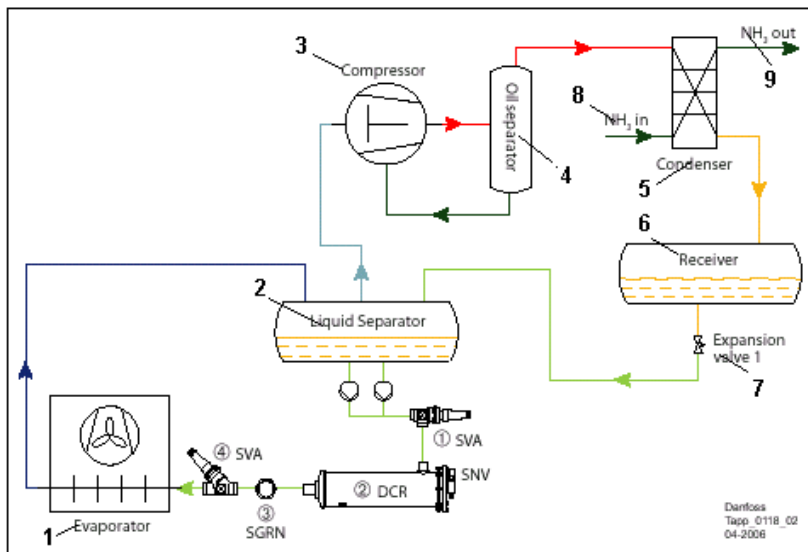 3
Compressor
Oil separator
4
NH3 out
9
8
NH3 in
Condenser
5
6
Receiver
2
Liquid Separator
Expansion
valve 1
7
① SVA
④ SVA
SNV
② DCR
③
SGRN
1
Evaporator
Danfoss
Tapp_0118_02
04-2006